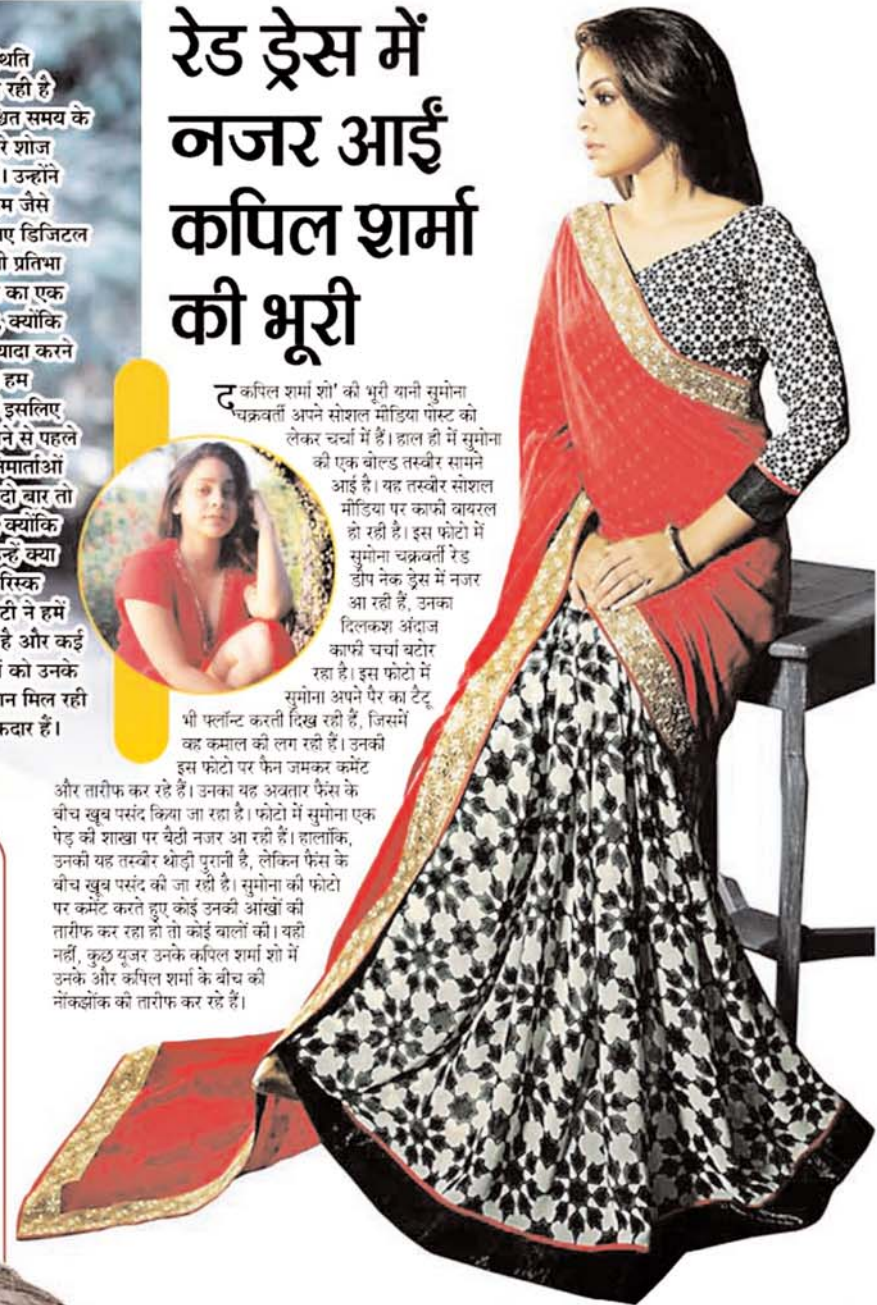 थति
रही है
श्चत समय के
रे शोज
। उन्होंने
म जैसे
ाए डिजिटल
ी प्रतिभा
का एक
क्योंकि
यादा करने
हम
इसलिए
ने से पहले
नेमार्ताओं
दो बार तो
क्योंकि
न्हें क्या
रिस्क
टी ने हमें
है और कई
ों को उनके
ान मिल रही
कदार हैं।
रेड ड्रेस में
नजर आईं
कपिल शर्मा
की भूरी
द कपिल शर्मा शो' की भूरी यानी सुमोना
चक्रवर्ती अपने सोशल मीडिया पोस्ट को
लेकर चर्चा में हैं। हाल ही में सुमोना
की एक बोल्ड तस्वीर सामने
आई है। यह तस्वीर सोशल
मीडिया पर काफी वायरल
हो रही है। इस फोटो में
सुमोना चक्रवर्ती रेड
डीप नेक ड्रेस में नजर
आ रही हैं, उनका
दिलकश अंदाज
काफी चर्चा बटोर
रहा है। इस फोटो में
सुमोना अपने पैर का टैटू
भी फ्लॉन्ट करती दिख रही हैं, जिसमें
वह कमाल की लग रही हैं। उनकी
इस फोटो पर फैन जमकर कमेंट
और तारीफ कर रहे हैं। उनका यह अवतार फैंस के
बीच खूब पसंद किया जा रहा है। फोटो में सुमोना एक
पेड़ की शाखा पर बैठी नजर आ रही हैं। हालांकि,
उनकी यह तस्वीर थोड़ी पुरानी है, लेकिन फैंस के
बीच खूब पसंद की जा रही है। सुमोना की फोटो
पर कमेंट करते हुए कोई उनकी आंखों की
तारीफ कर रहा हो तो कोई बालों की। यही
नहीं, कुछ यूजर उनके कपिल शर्मा शो में
उनके और कपिल शर्मा के बीच की
नोंकझोंक की तारीफ कर रहे हैं।